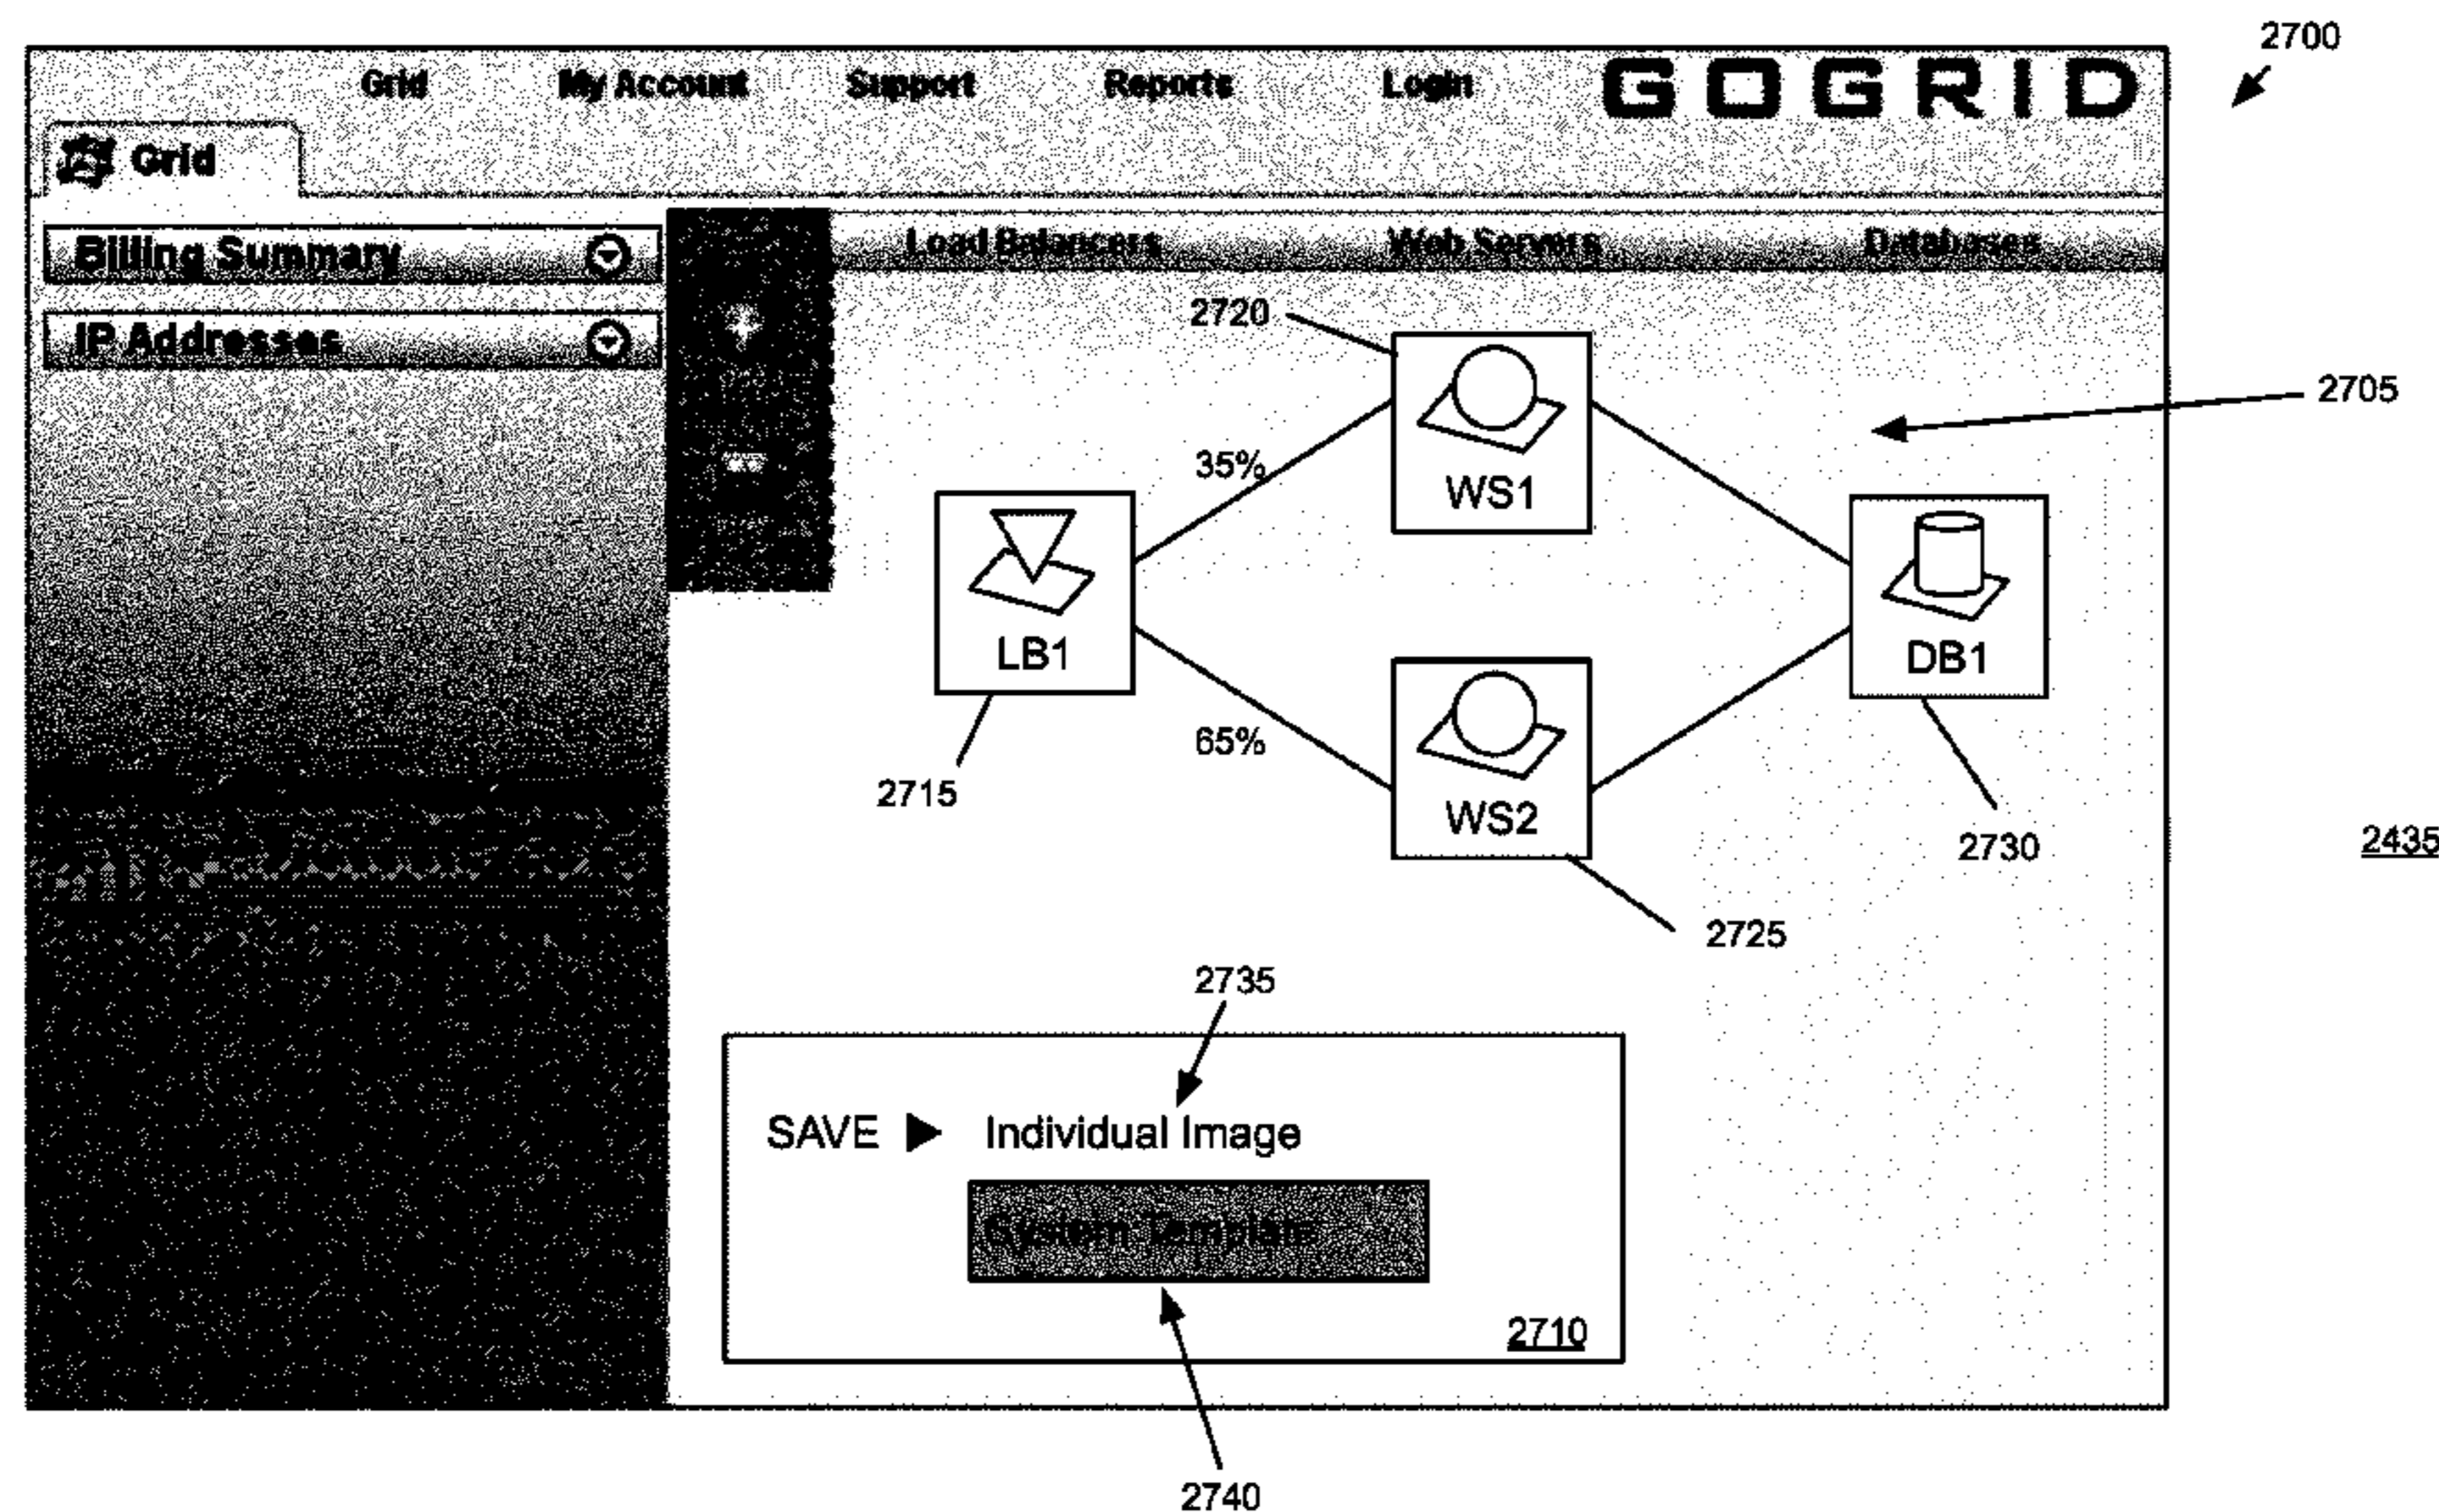 2700
Grid My Account Support Reports Login GOGRID
Grid
Billing Summary
Load Balancers Web Servers Databases
IP Addresses
2720
2705
35%
WS1
LB1
DB1
65%
2715
WS2
2730
2435
2725
2735
SAVE ▶ Individual Image
System Template
2710
2740